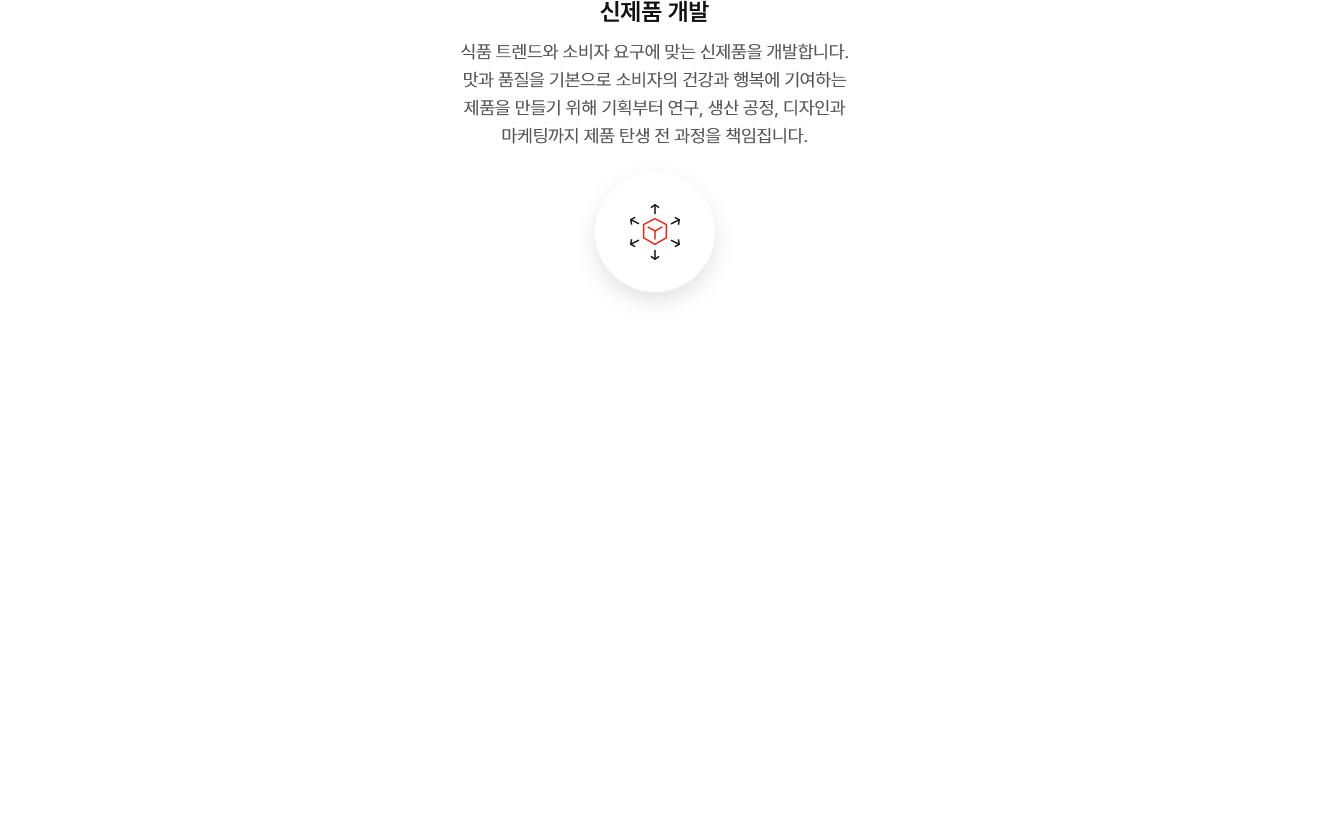 신제품 개발
식품 트렌드와 소비자 요구에 맞는 신제품을 개발합니다.
맛과 품질을 기본으로 소비자의 건강과 행복에 기여하는
제품을 만들기 위해 기획부터 연구, 생산 공정, 디자인과
마케팅까지 제품 탄생 전 과정을 책임집니다.